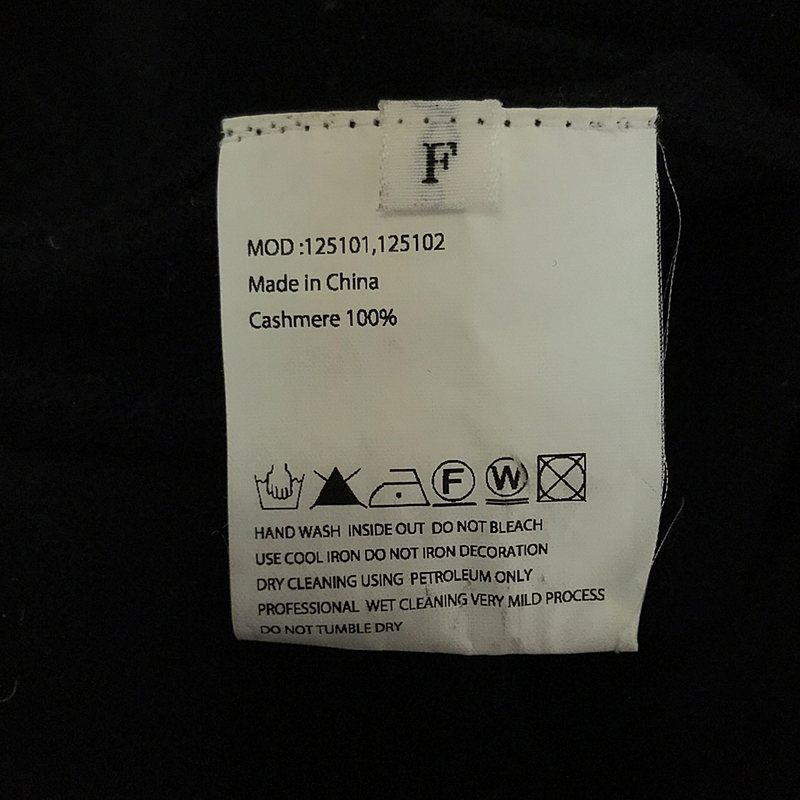 F
MOD :125101,125102
Made in China
Cashmere 100%
F W
HAND WASH INSIDE OUT DO NOT BLEACH
USE COOL IRON DO NOT IRON DECORATION
DRY CLEANING USING PETROLEUM ONLY
PROFESSIONAL WET CLEANING VERY MILD PROCESS
DO NOT TUMBLE DRY